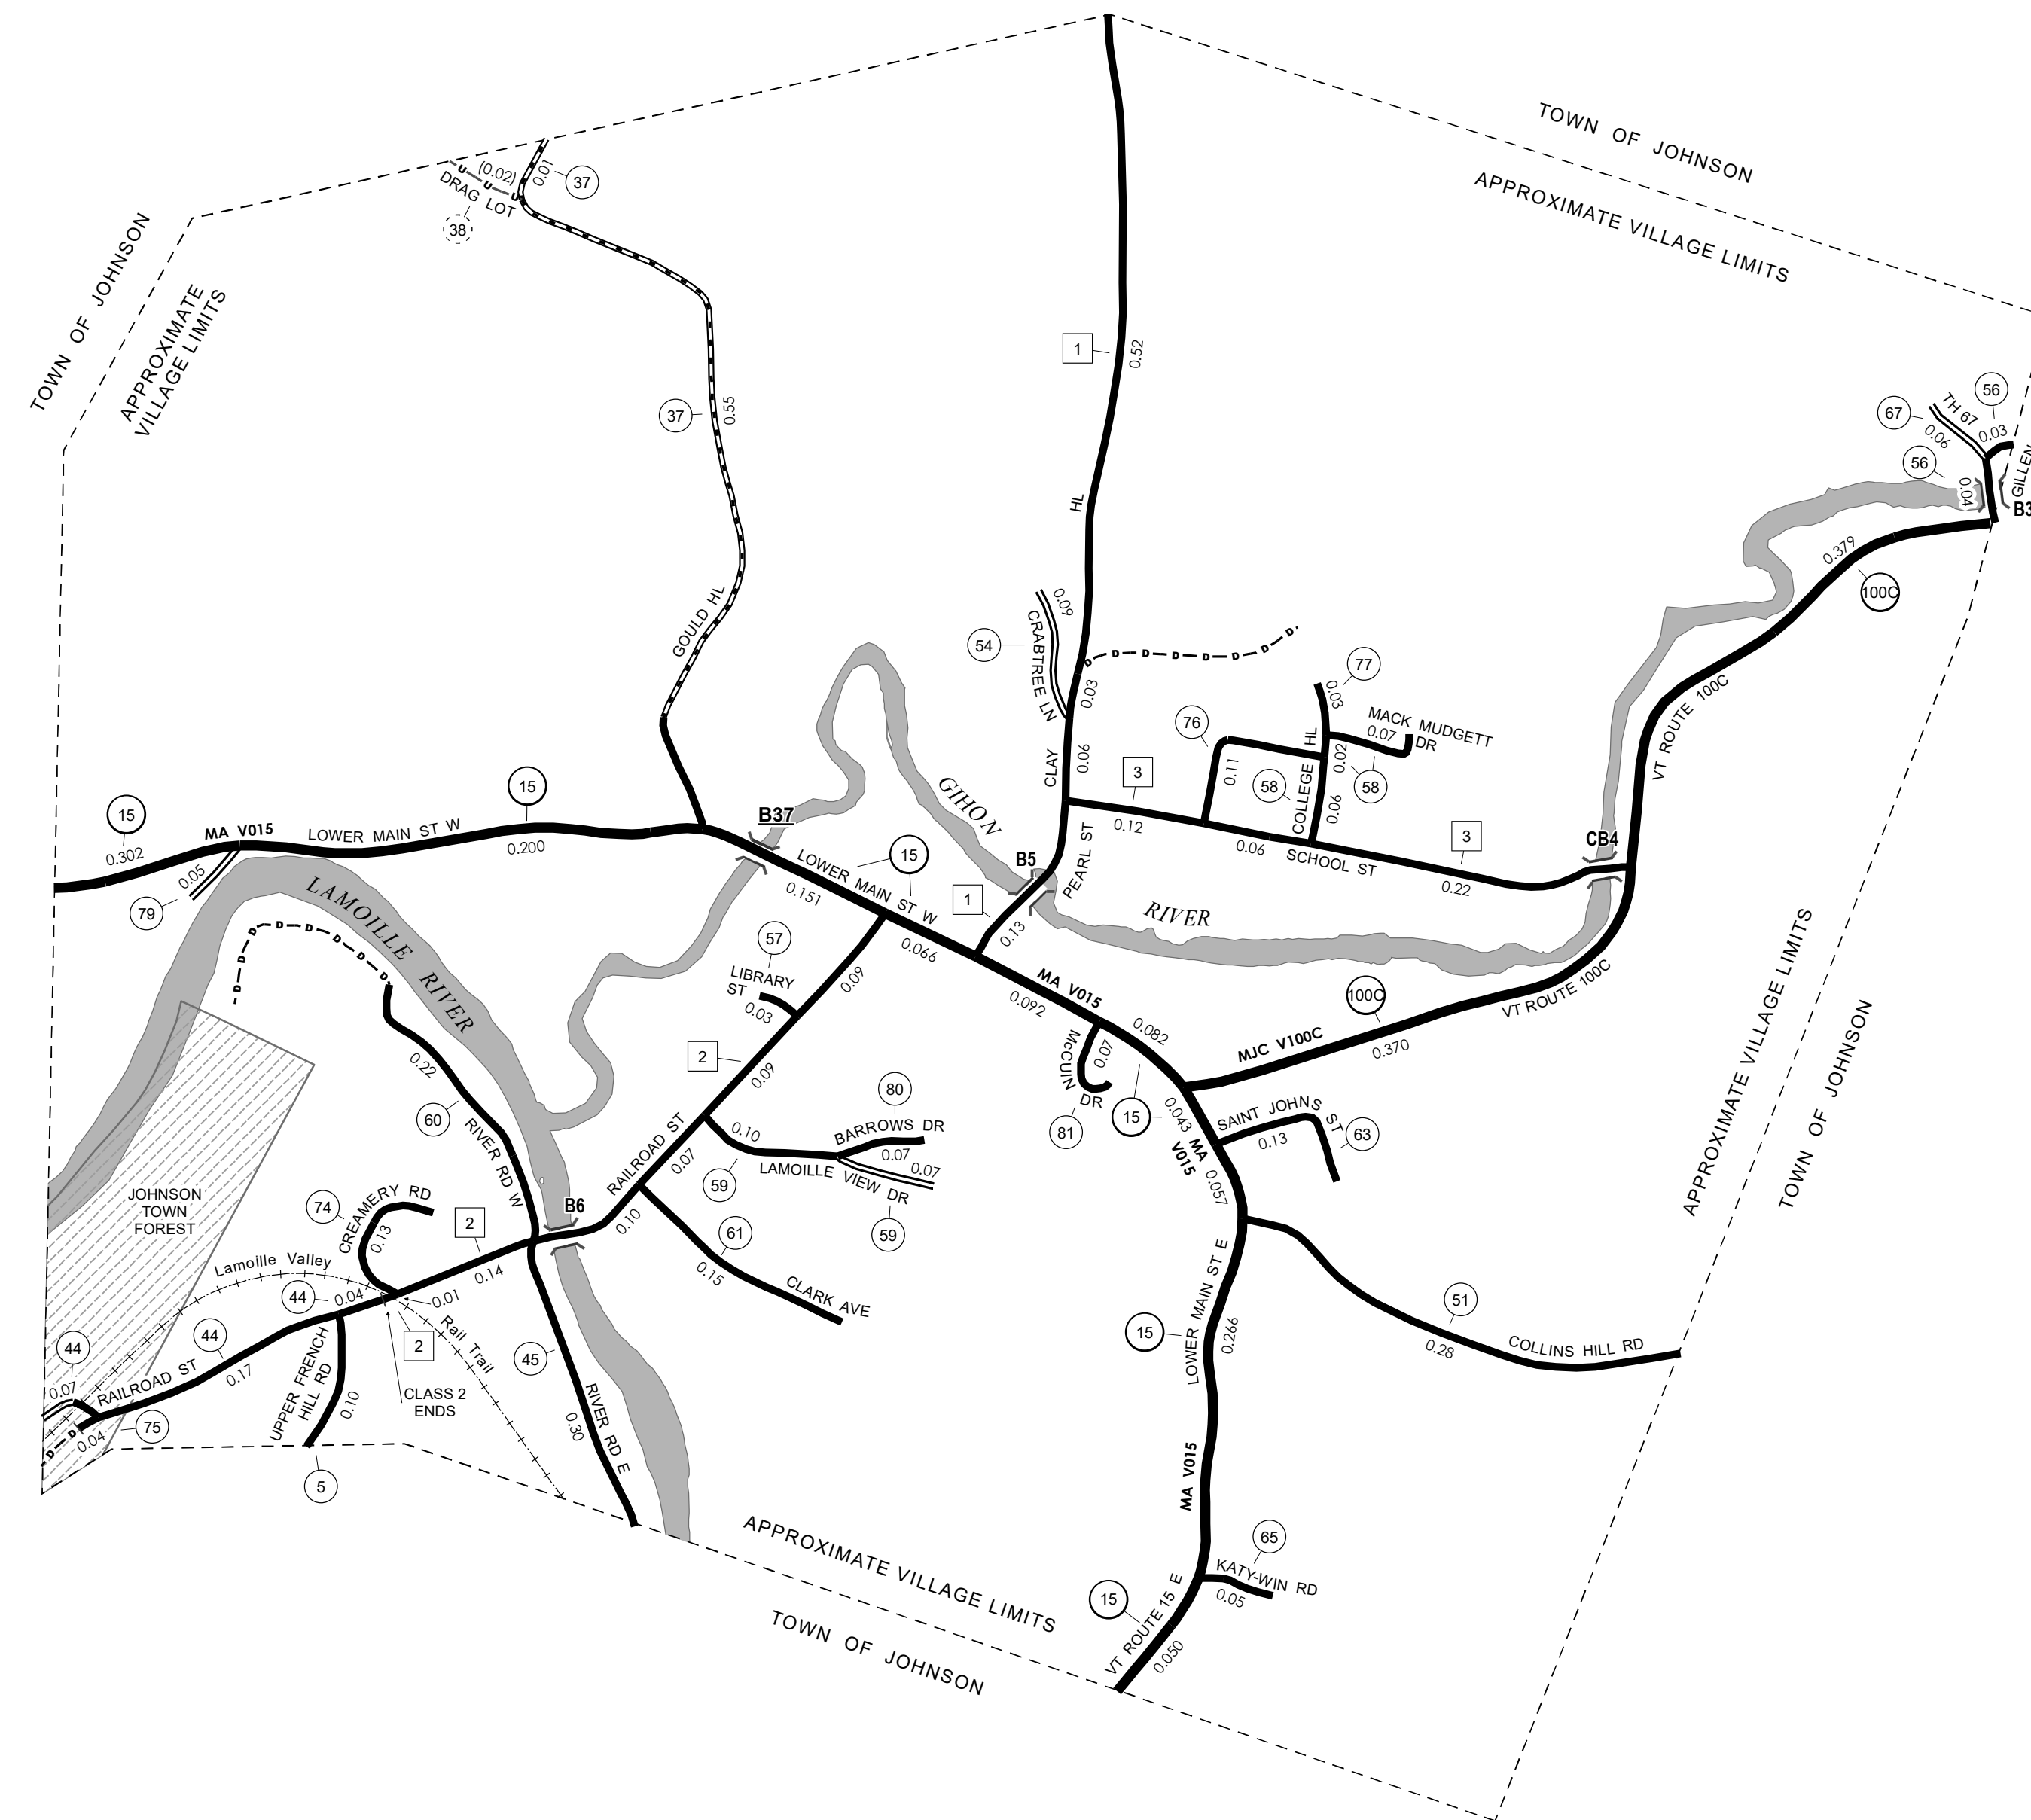 TOWN OF JOHNSON
APPROXIMATE VILLAGE LIMITS
TOWN OF JOHNSON
APPROXIMATE
VILLAGE LIMITS
(0.02)
0.01
37
DRAG LOT
38
1
0.52
37
0.55
GOULD HL
HL
56
67
TH 67
0.06
0.03
56
0.04
GILLEN
B3
0.379
100C
VT ROUTE 100C
54
0.09
CRABTREE LN
0.03
0.06
CLAY
77
0.03
76
MACK MUDGETT
DR
0.07
0.11
HL
0.02
58
58
COLLEGE
0.06
3
0.12
0.06
SCHOOL ST
3
0.22
CB4
15
15
0.302
MA V015
LOWER MAIN ST W
0.200
0.05
79
B37
GIHON
RIVER
15
LOWER MAIN ST W
0.151
B5
PEARL ST
1
0.13
0.066
LAMOILLE RIVER
57
LIBRARY
ST
0.03
0.09
MA V015
0.092
0.082
100C
VT ROUTE 100C
MJC V100C
0.370
McCUIN
DR
0.07
81
15
2
0.09
0.22
60
RIVER RD W
80
BARROWS DR
0.10
0.07
0.07
LAMOILLE VIEW DR
59
59
RAILROAD ST
0.07
0.043
MA
V015
0.057
SAINT JOHNS ST
0.13
63
APPROXIMATE VILLAGE LIMITS
TOWN OF JOHNSON
JOHNSON
TOWN
FOREST
74
CREAMERY RD
0.13
2
B6
0.10
61
0.15
CLARK AVE
Lamoille Valley
Rail Trail
0.14
44
0.04
0.01
2
CLASS 2
ENDS
44
44
0.07
RAILROAD ST
0.17
0.04
75
UPPER FRENCH
HILL RD
0.10
5
45
RIVER RD E
0.30
15
LOWER MAIN ST E
0.266
51
0.28
COLLINS HILL RD
MA V015
65
KATY-WIN RD
0.05
15
VT ROUTE 15 E
0.050
APPROXIMATE VILLAGE LIMITS
TOWN OF JOHNSON